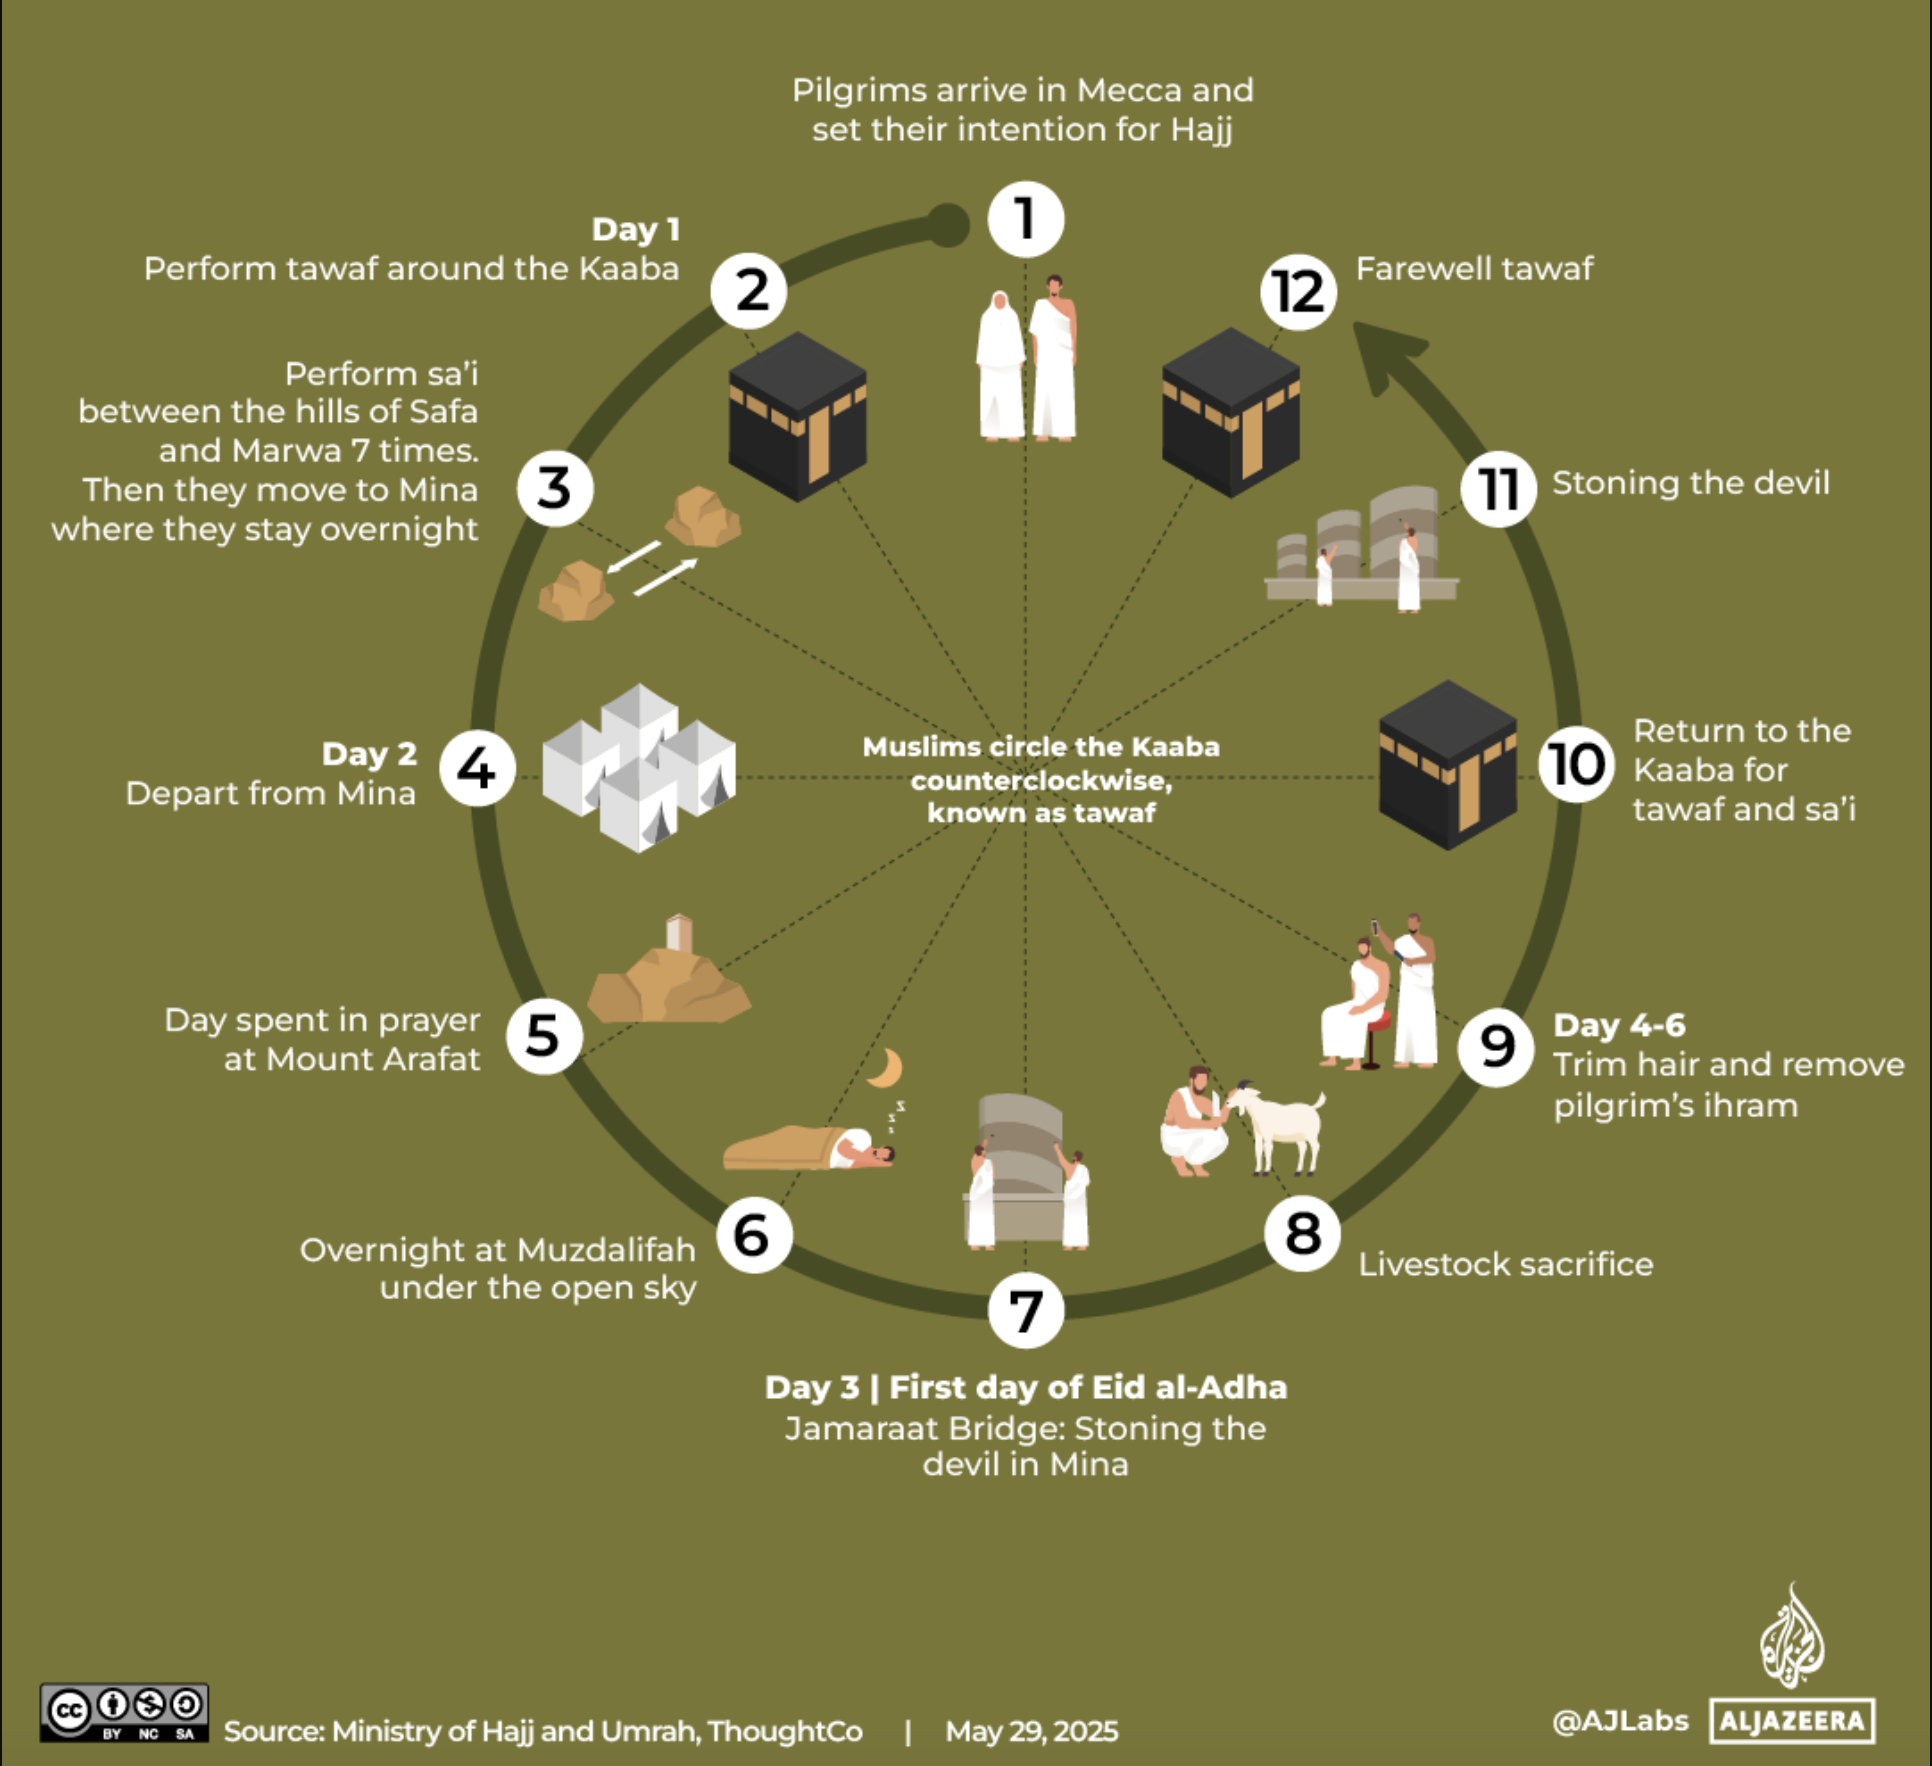 Pilgrims arrive in Mecca and
set their intention for Hajj
1
Day 1
Perform tawaf around the Kaaba
2
Perform sa’i
between the hills of Safa
and Marwa 7 times.
Then they move to Mina
where they stay overnight
3
Day 2
Depart from Mina
4
Day spent in prayer
at Mount Arafat
5
Overnight at Muzdalifah
under the open sky
6
z
z
z
7
Day 3 | First day of Eid al-Adha
Jamaraat Bridge: Stoning the
devil in Mina
8
Livestock sacrifice
9
Day 4-6
Trim hair and remove
pilgrim’s ihram
10
Return to the
Kaaba for
tawaf and sa’i
11
Stoning the devil
12
Farewell tawaf
Muslims circle the Kaaba
counterclockwise,
known as tawaf
cc
BY NC SA
Source: Ministry of Hajj and Umrah, ThoughtCo | May 29, 2025
الجزيرة
@AJLabs
ALJAZEERA